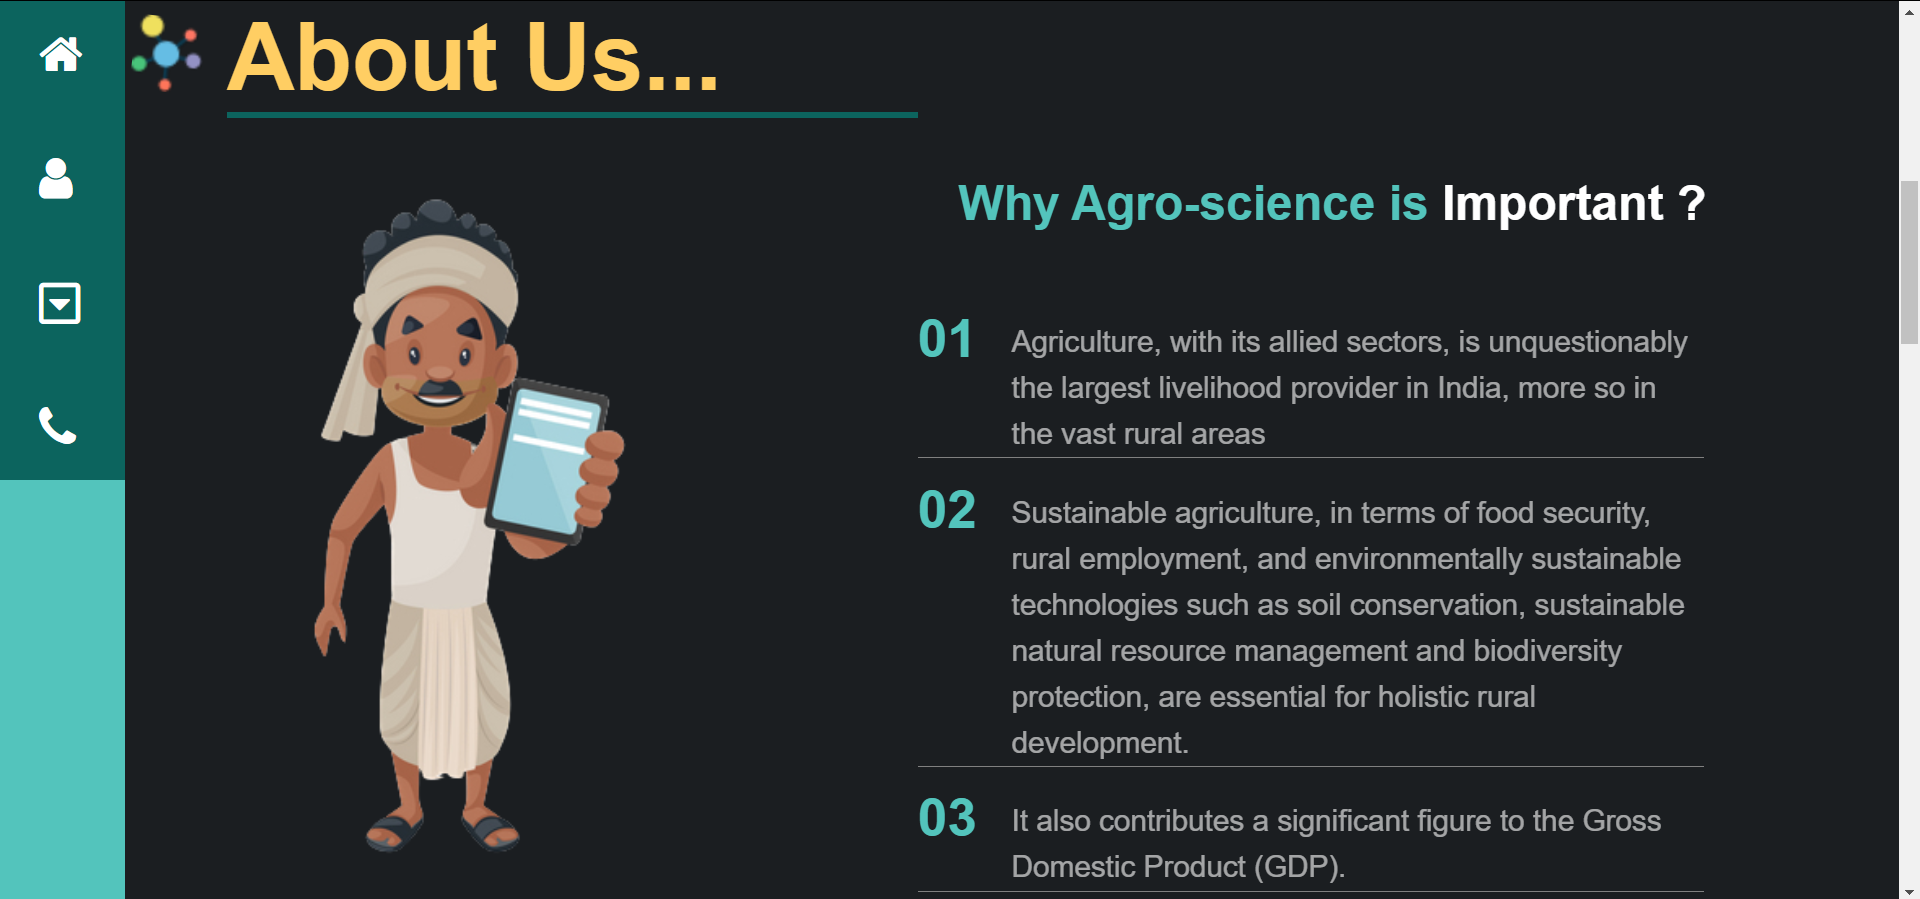 About Us...
Why Agro-science is Important ?
01
Agriculture, with its allied sectors, is unquestionably
the largest livelihood provider in India, more so in
the vast rural areas
02
Sustainable agriculture, in terms of food security,
rural employment, and environmentally sustainable
technologies such as soil conservation, sustainable
natural resource management and biodiversity
protection, are essential for holistic rural
development.
03
It also contributes a significant figure to the Gross
Domestic Product (GDP).